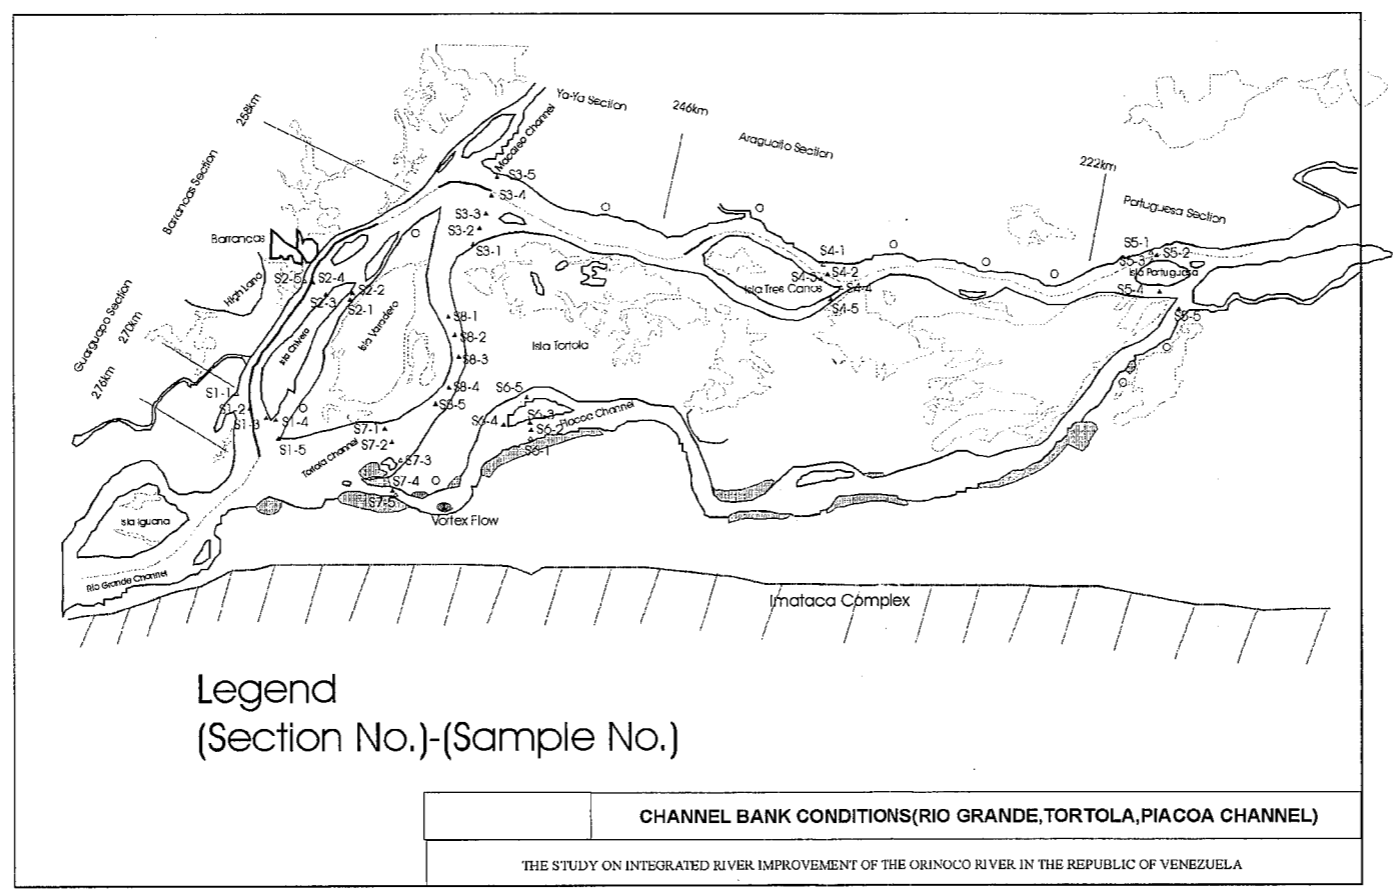 Ya-Ya Section
246km
258km
Macareo Channel
Araguaito Section
222km
Barrancas Section
S3-5
S3-4
Portuguesa Section
S3-3
S3-2
S3-1
Barrancas
S5-1
S5-2
S5-3
Isla Portuguesa
S5-4
S5-5
S4-1
S4-2
S4-3
S4-4
Isla Tres Canos
S4-5
S2-5
S2-4
High Land
S2-2
S2-3
S2-1
Guarguapo Section
270km
Isla Varadero
S8-1
S8-2
Isla Tortola
S8-3
276km
S8-4
S6-5
S1-1
S1-2
S1-3
S1-4
S6-4
S6-3
Piacoa Channel
S6-2
S6-1
S7-1
S7-2
S1-5
Tortola Channel
S7-3
S7-4
S7-5
Vortex Flow
Isla Iguana
Rio Grande Channel
Imataca Complex
Legend
(Section No.)-(Sample No.)
CHANNEL BANK CONDITIONS(RIO GRANDE,TORTOLA,PIACOA CHANNEL)
THE STUDY ON INTEGRATED RIVER IMPROVEMENT OF THE ORINOCO RIVER IN THE REPUBLIC OF VENEZUELA